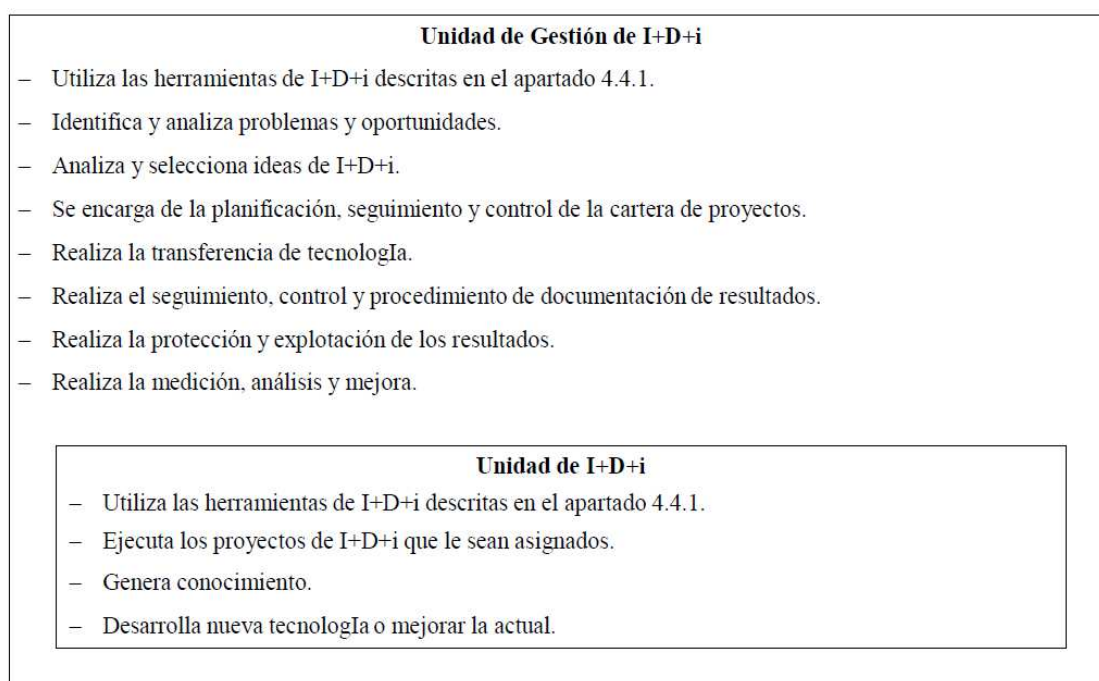 Unidad de Gestión de I+D+i
– Utiliza las herramientas de I+D+i descritas en el apartado 4.4.1.
– Identifica y analiza problemas y oportunidades.
– Analiza y selecciona ideas de I+D+i.
– Se encarga de la planificación, seguimiento y control de la cartera de proyectos.
– Realiza la transferencia de tecnologIa.
– Realiza el seguimiento, control y procedimiento de documentación de resultados.
– Realiza la protección y explotación de los resultados.
– Realiza la medición, análisis y mejora.
Unidad de I+D+i
– Utiliza las herramientas de I+D+i descritas en el apartado 4.4.1.
– Ejecuta los proyectos de I+D+i que le sean asignados.
– Genera conocimiento.
– Desarrolla nueva tecnologIa o mejorar la actual.